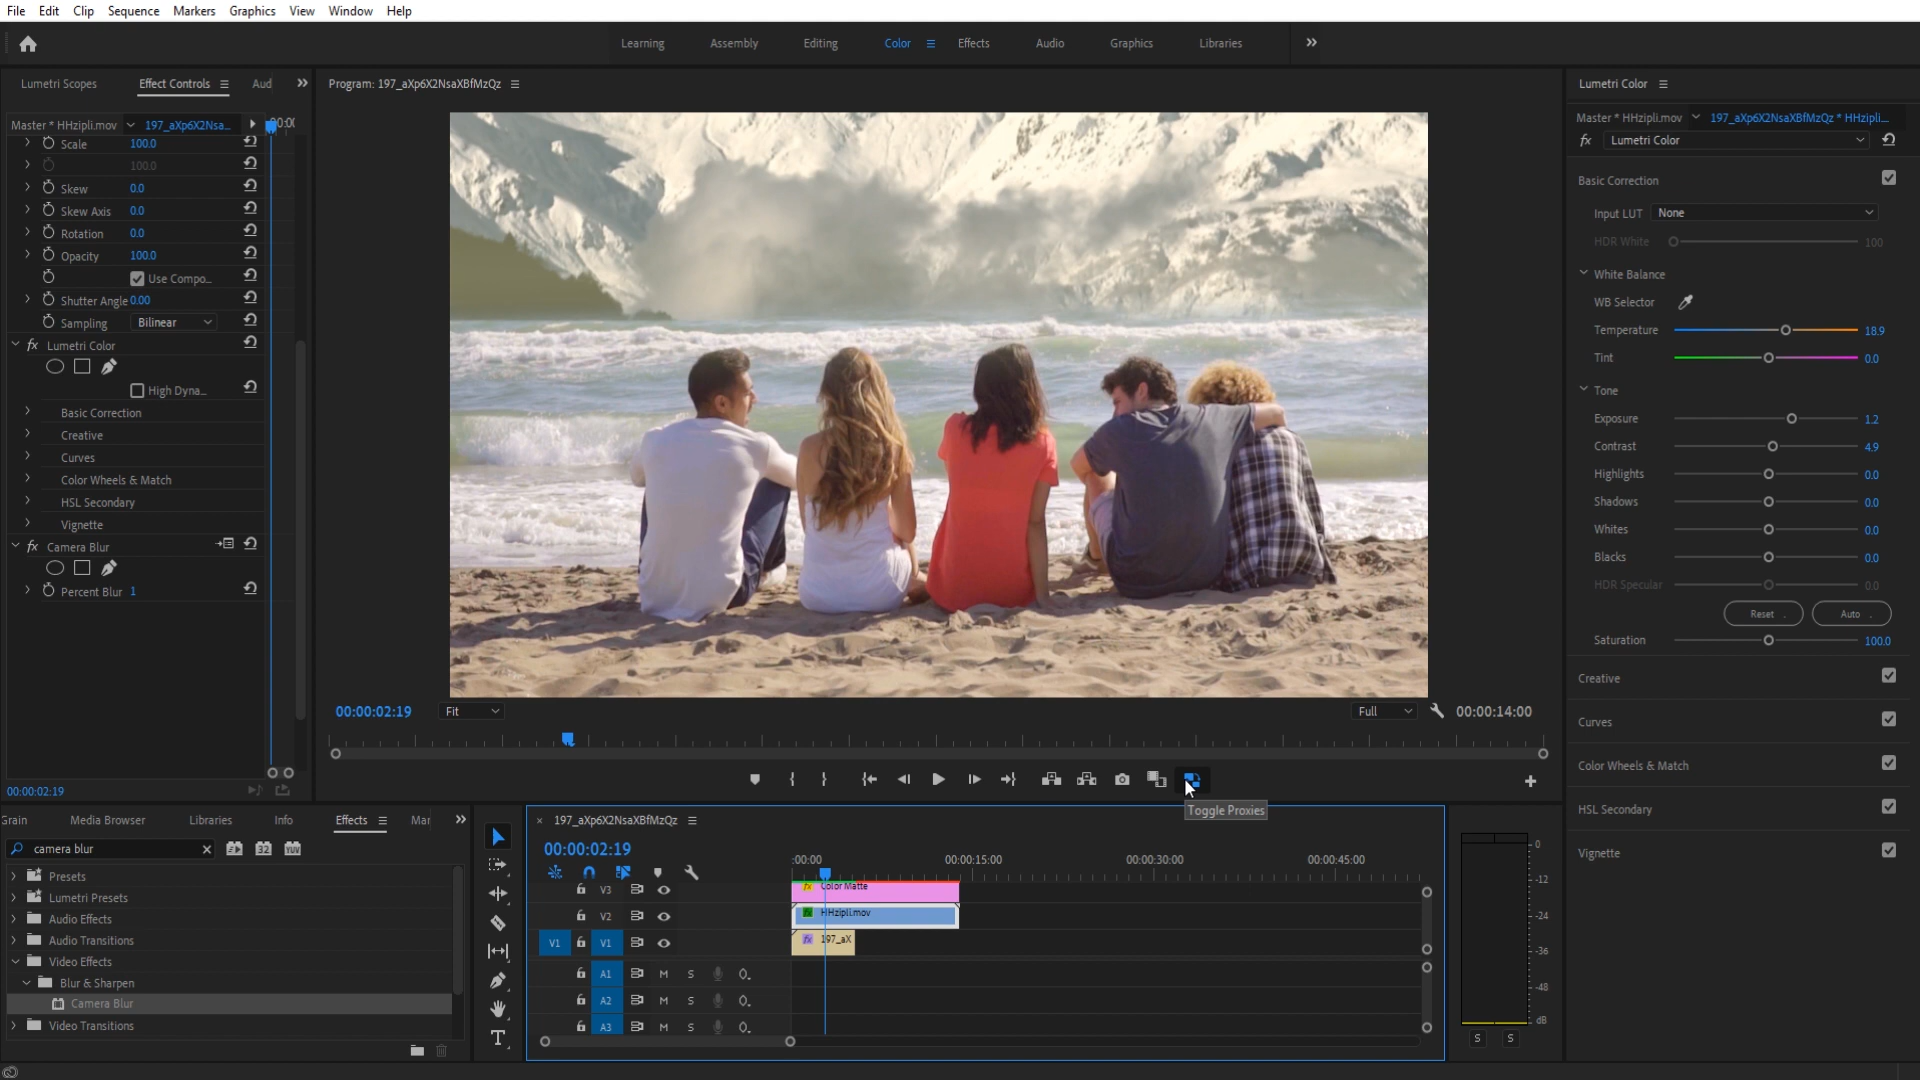 File Edit Clip Sequence Markers Graphics View Window Help
Learning Assembly Editing Color Effects Audio Graphics Libraries
Lumetri Scopes Effect Controls Aud
Master * HHzipli.mov 197_aXp6X2Nsa...
Scale 100.0
100.0
Skew 0.0
Skew Axis 0.0
Rotation 0.0
Opacity 100.0
Use Compo...
Shutter Angle 0.00
Sampling Bilinear
fx Lumetri Color
High Dyna...
Basic Correction
Creative
Curves
Color Wheels & Match
HSL Secondary
Vignette
fx Camera Blur
Percent Blur 1
00:00:02:19
Program: 197_aXp6X2NsaXBfMzQz
00:00:02:19 Fit Full 00:00:14:00
Toggle Proxies
Lumetri Color
Master * HHzipli.mov 197_aXp6X2NsaXBfMzQz * HHzipli...
fx Lumetri Color
Basic Correction
Input LUT None
HDR White 100
White Balance
WB Selector
Temperature 18.9
Tint 0.0
Tone
Exposure 1.2
Contrast 4.9
Highlights 0.0
Shadows 0.0
Whites 0.0
Blacks 0.0
HDR Specular 0.0
Reset Auto
Saturation 100.0
Creative
Curves
Color Wheels & Match
HSL Secondary
Vignette
Grain Media Browser Libraries Info Effects Mar
camera blur
32 YUV
Presets
Lumetri Presets
Audio Effects
Audio Transitions
Video Effects
Blur & Sharpen
Camera Blur
Video Transitions
197_aXp6X2NsaXBfMzQz
00:00:02:19
:00:00 00:00:15:00 00:00:30:00 00:00:45:00
V3 fx Color Matte
V2 fx HHzipli.mov
V1 V1 fx 197_aX
A1 M S
A2 M S
A3 M S
0
-12
-24
-36
-48
dB
S S